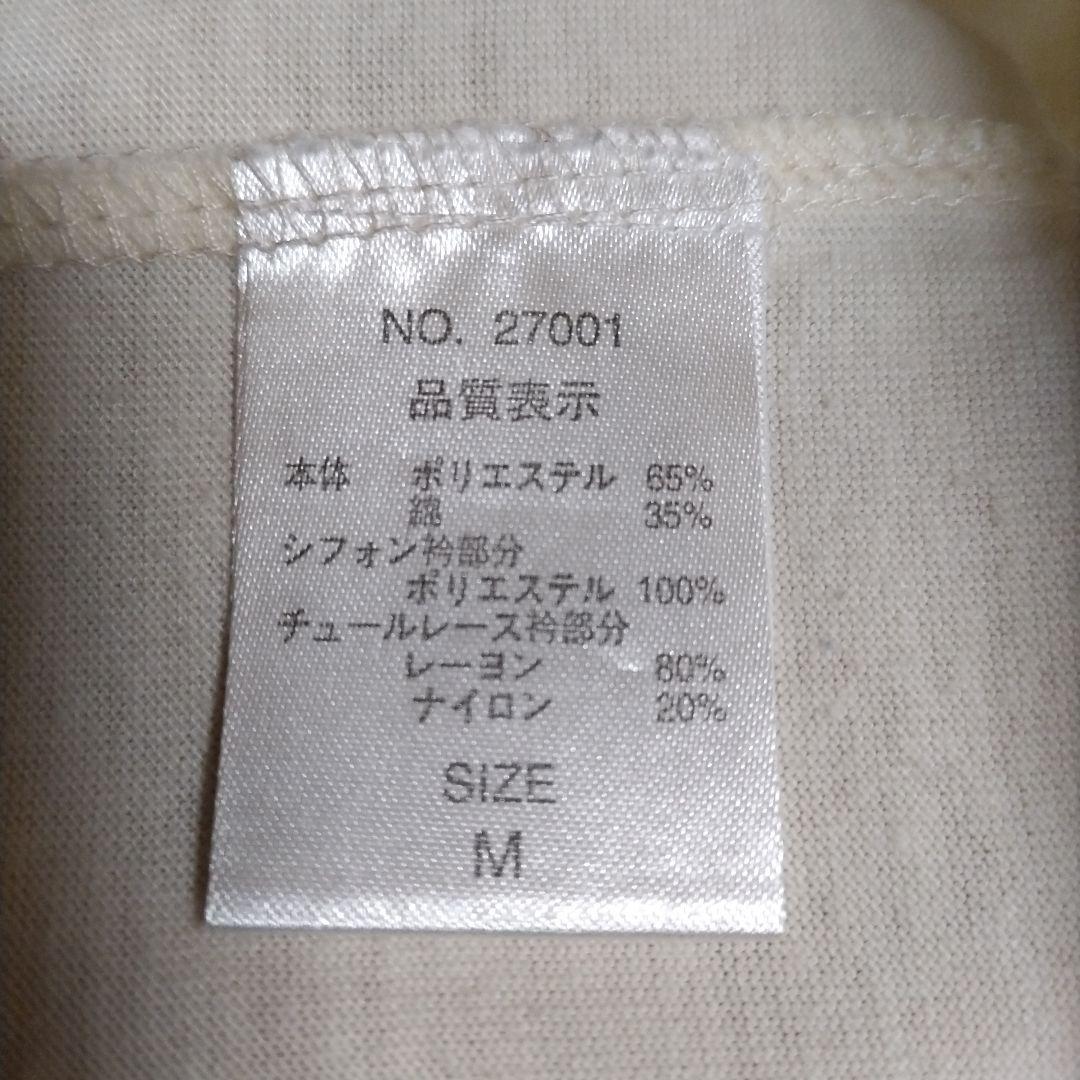 NO. 27001
品質表示
本体 ポリエステル 65%
綿 35%
シフォン衿部分
ポリエステル 100%
チュールレース衿部分
レーヨン 80%
ナイロン 20%
SIZE
M